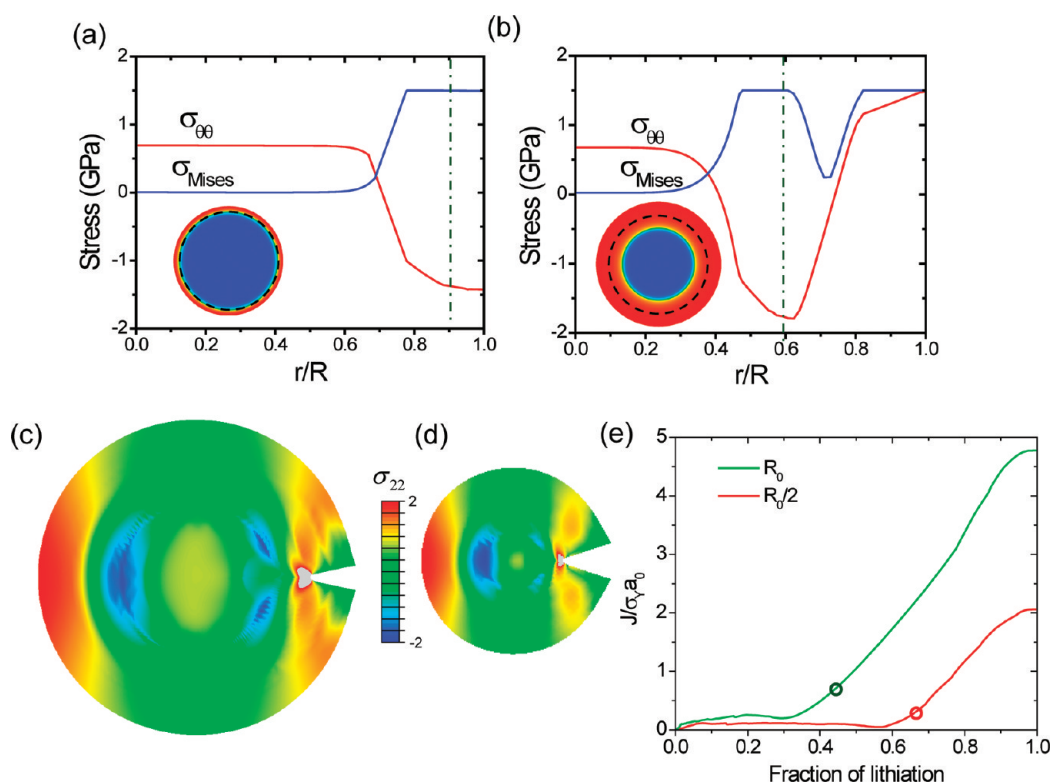 (a)
2
1
0
-1
-2
Stress (GPa)
σθθ
σMises
0.0 0.2 0.4 0.6 0.8 1.0
r/R
(b)
2
1
0
-1
-2
Stress (GPa)
σθθ
σMises
0.0 0.2 0.4 0.6 0.8 1.0
r/R
(c)
(d)
σ22
2
-2
(e)
5
4
3
2
1
0
J/σYa0
R0
R0/2
0.0 0.2 0.4 0.6 0.8 1.0
Fraction of lithiation